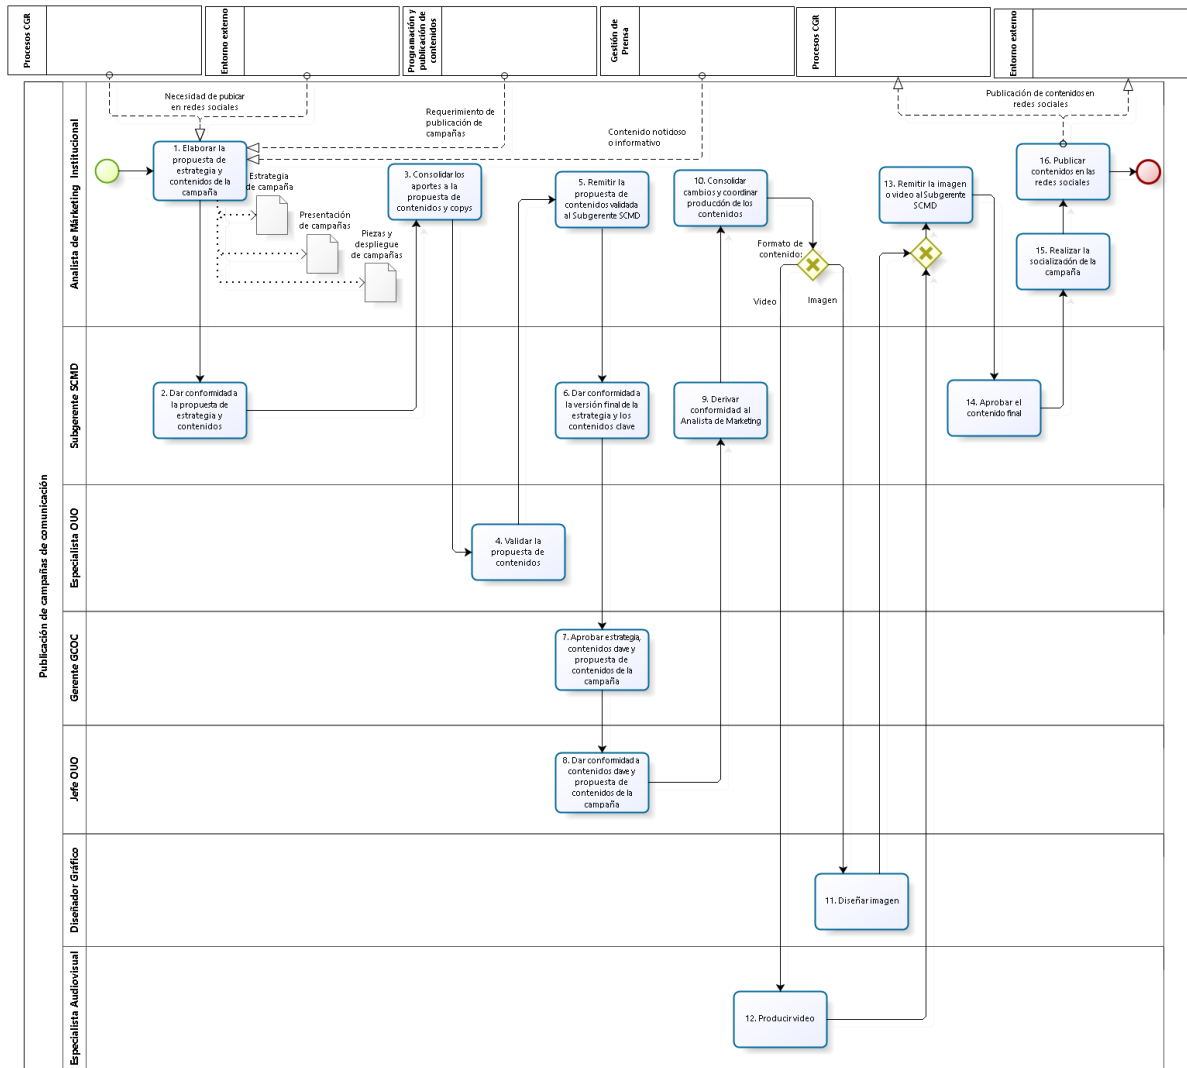 Procesos CGR
Entorno externo
Programación y
publicación de
contenidos
Gestión de
Prensa
Procesos CGR
Entorno externo
Publicación de campañas de comunicación
Analista de Márketing Institucional
Necesidad de pubicar
en redes sociales
Requerimiento de
publicación de
campañas
Contenido notidoso
o informativo
Publicación de contenidos en
redes sociales
1. Elaborar la
propuesta de
estrategia y
contenidos de la
campaña
Estrategia
de campaña
Presentación
de campañas
Piezas y
despliegue
de campañas
3. Consolidar los
aportes a la
propuesta de
contenidos y copys
5. Remitir la
propuesta de
contenidos validada
al Subgerente SCMD
10. Consolidar
cambios y coordinar
producción de los
contenidos
Formato de
contenido:
Video
Imagen
13. Remitir la imagen
o video al Subgerente
SCMD
16. Publicar
contenidos en las
redes sociales
15. Realizar la
socialización de la
campaña
Subgerente SCMD
2. Dar conformidad a
la propuesta de
estrategia y
contenidos
6. Dar conformidad a
la versión final de la
estrategia y los
contenidos clave
9. Derivar
conformidad al
Analista de Marketing
14. Aprobar el
contenido final
Especialista OUO
4. Validar la
propuesta de
contenidos
Gerente GCOC
7. Aprobar estrategia,
contenidos clave y
propuesta de
contenidos de la
campaña
Jefe OUO
8. Dar conformidad a
contenidos clave y
propuesta de
contenidos de la
campaña
Diseñador Gráfico
11. Diseñar imagen
Especialista Audiovisual
12. Producir video